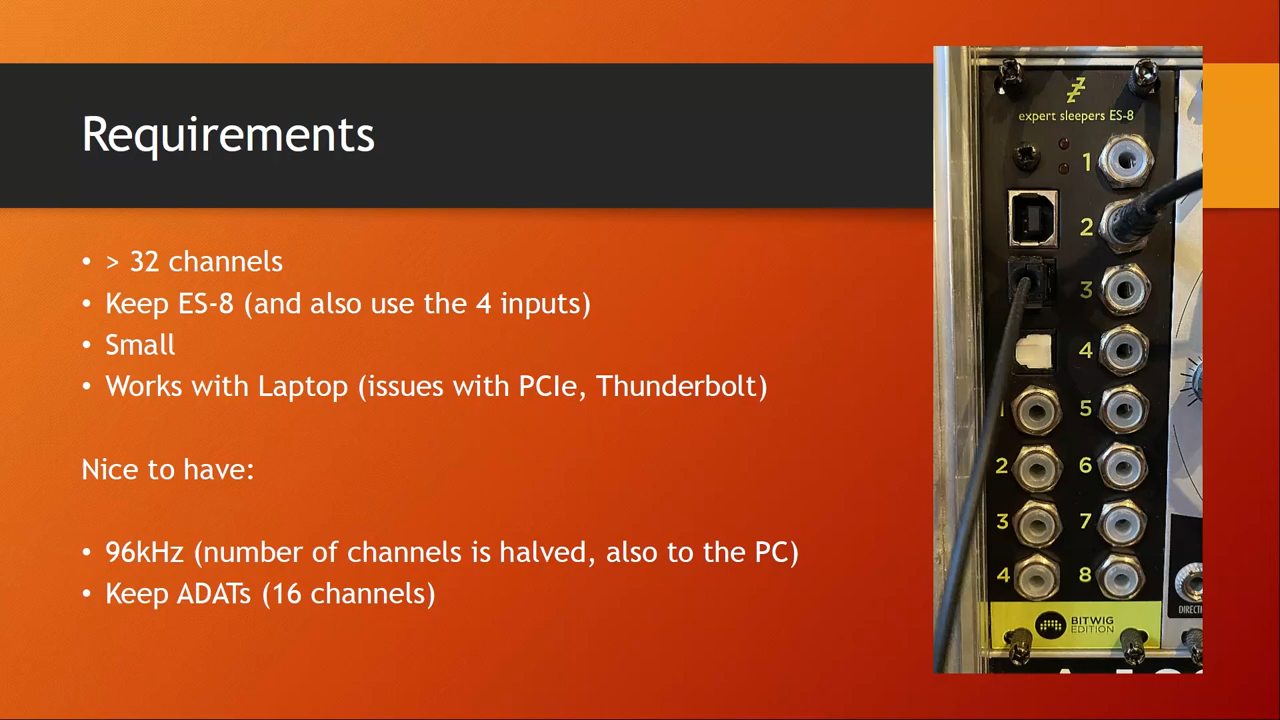 Requirements
• > 32 channels
• Keep ES-8 (and also use the 4 inputs)
• Small
• Works with Laptop (issues with PCIe, Thunderbolt)
Nice to have:
• 96kHz (number of channels is halved, also to the PC)
• Keep ADATs (16 channels)
expert sleepers ES-8
1
2
3
4
5
2 6
3 7
4 8
BITWIG
EDITION